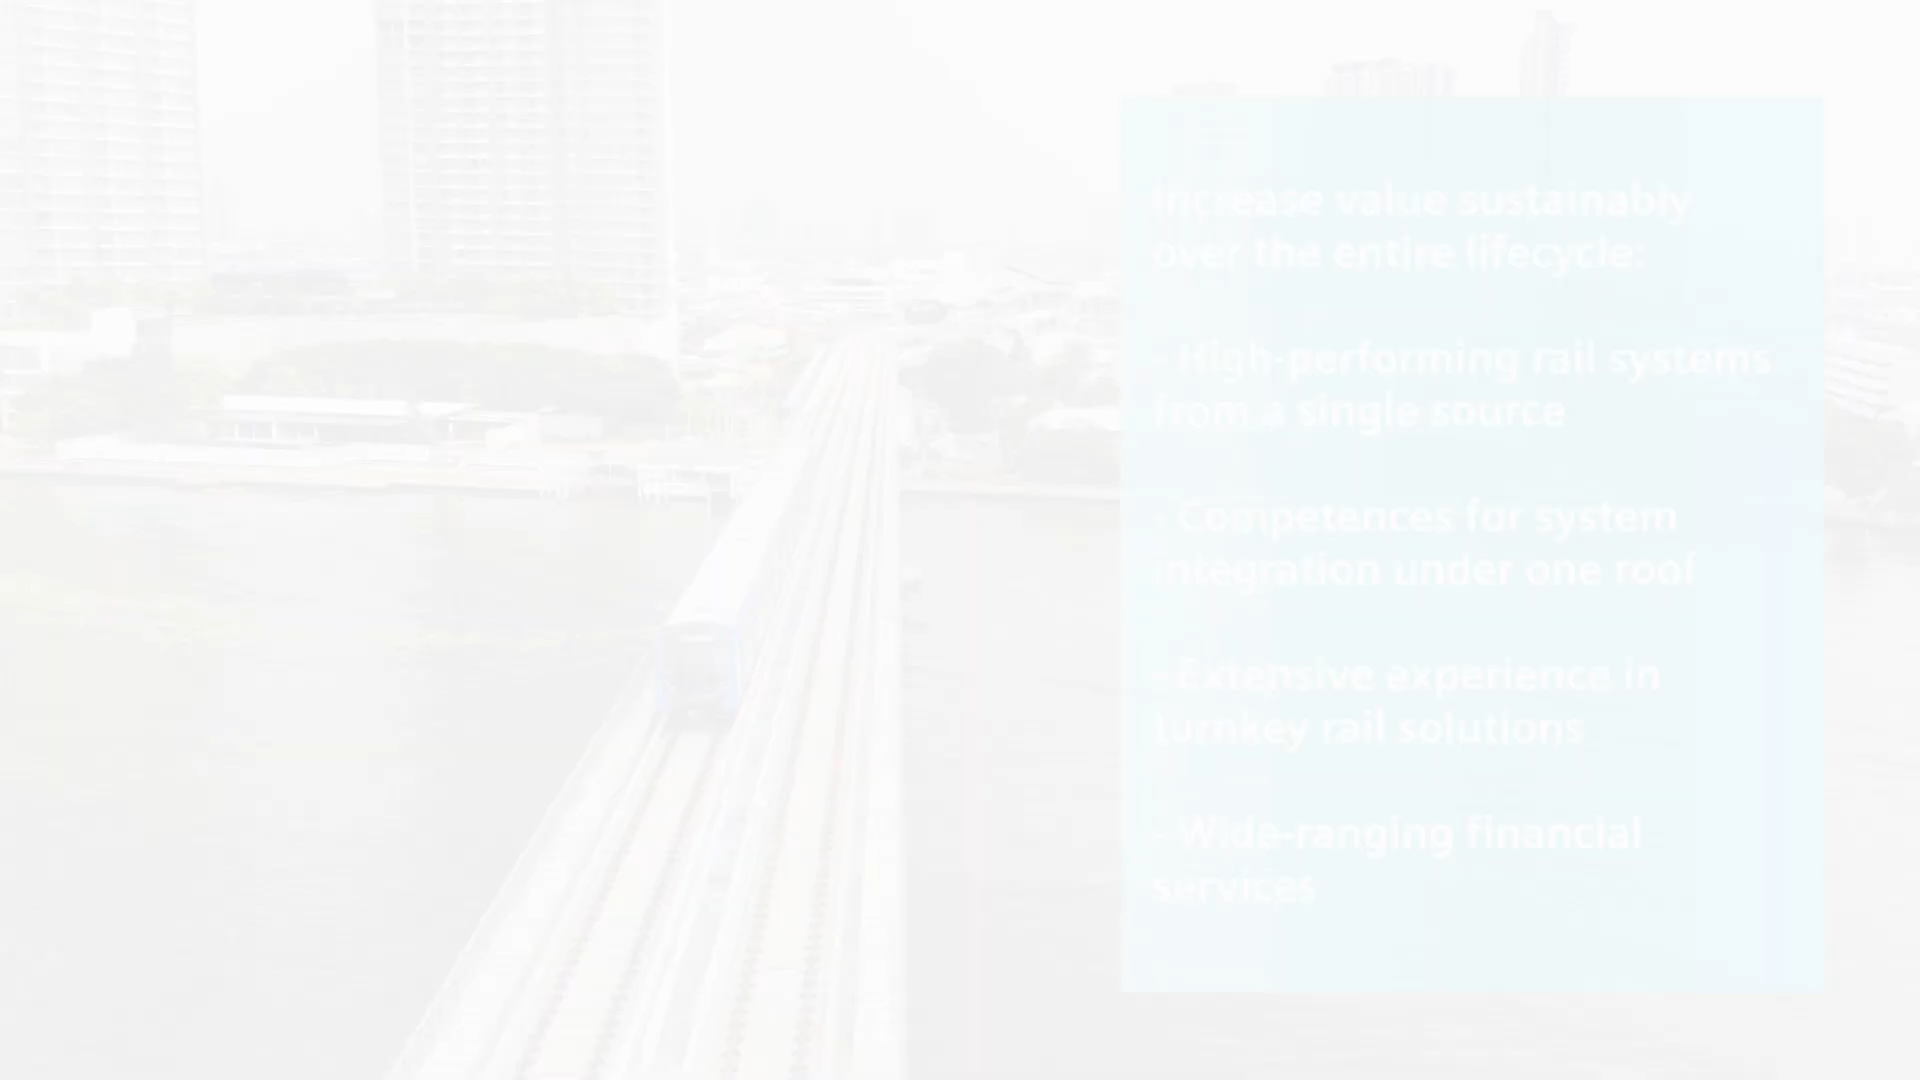 Increase value sustainably
over the entire lifecycle:
- High-performing rail systems
from a single source
- Competences for system
integration under one roof
- Extensive experience in
turnkey rail solutions
- Wide-ranging financial
services